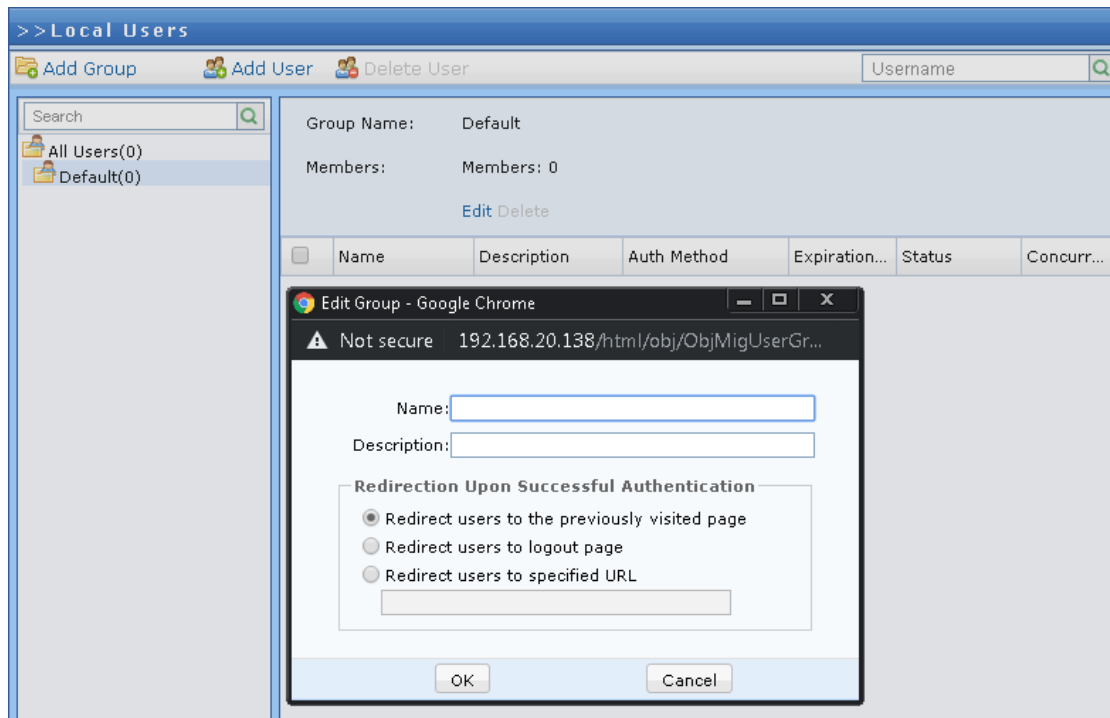 >>Local Users
Add Group Add User Delete User Username
Search
All Users(0)
Default(0)
Group Name: Default
Members: Members: 0
Edit Delete
Name Description Auth Method Expiration... Status Concurr...
Edit Group - Google Chrome
Not secure 192.168.20.138/html/obj/ObjMigUserGr...
Name:
Description:
Redirection Upon Successful Authentication
Redirect users to the previously visited page
Redirect users to logout page
Redirect users to specified URL
OK Cancel